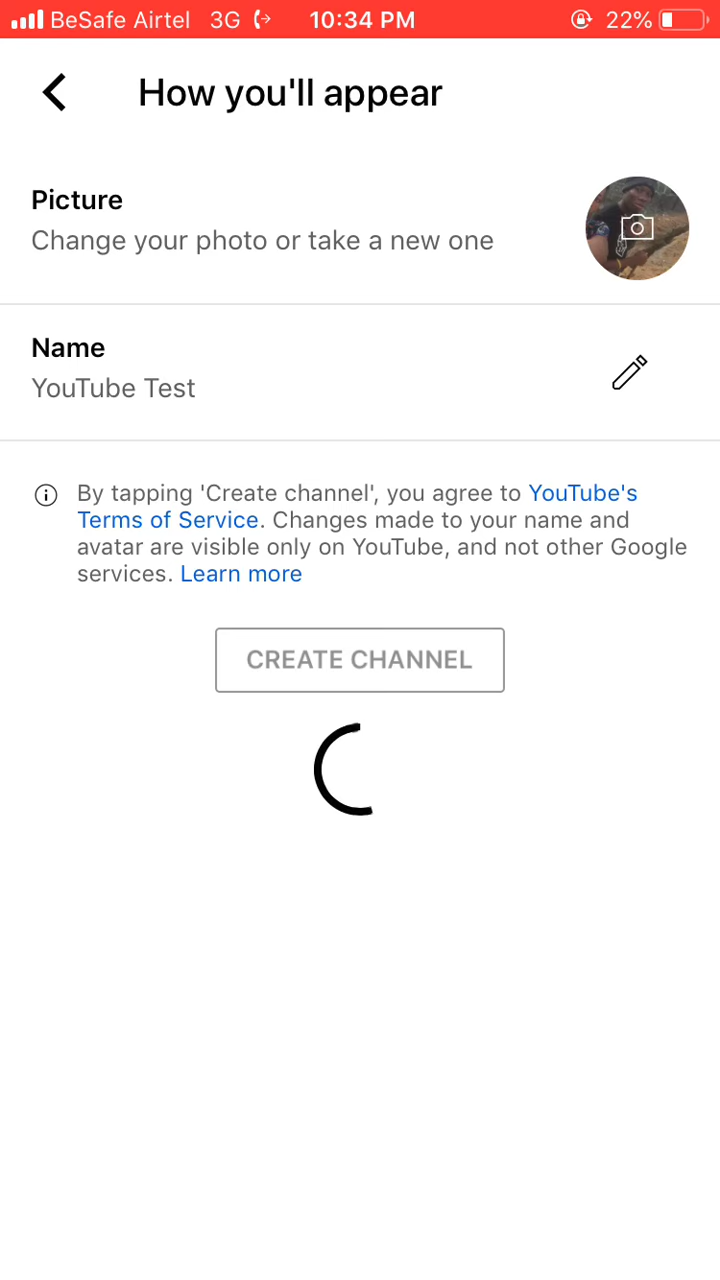 BeSafe Airtel 3G 10:34 PM 22%
How you'll appear
Picture
Change your photo or take a new one
Name
YouTube Test
By tapping 'Create channel', you agree to YouTube's
Terms of Service. Changes made to your name and
avatar are visible only on YouTube, and not other Google
services. Learn more
CREATE CHANNEL